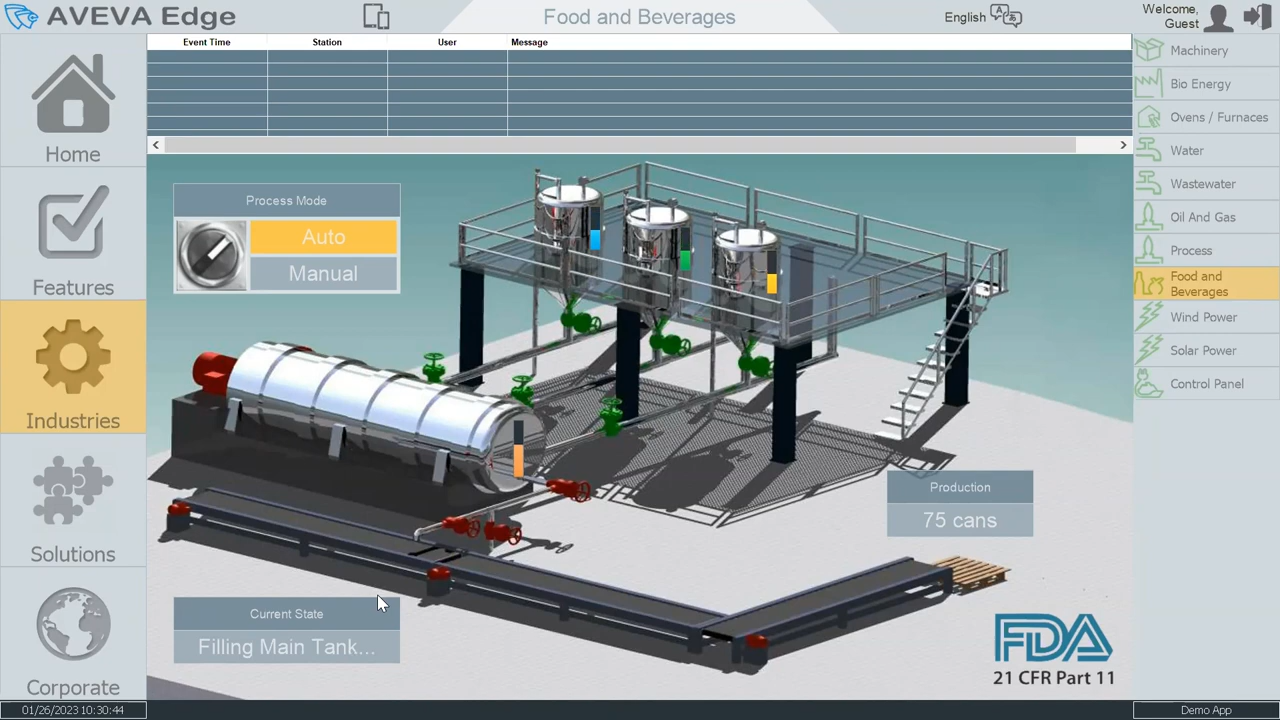 AVEVA Edge
Food and Beverages
English
Welcome,
Guest
Event Time
Station
User
Message
Home
Features
Industries
Solutions
Corporate
Process Mode
Auto
Manual
Production
75 cans
Current State
Filling Main Tank...
FDA
21 CFR Part 11
Machinery
Bio Energy
Ovens / Furnaces
Water
Wastewater
Oil And Gas
Process
Food and
Beverages
Wind Power
Solar Power
Control Panel
01/26/2023 10:30:44
Demo App